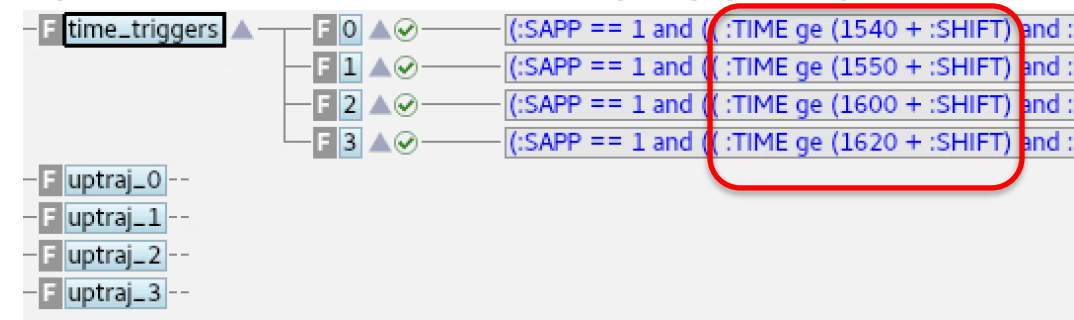 F time_triggers F 0 (:SAPP == 1 and (( :TIME ge (1540 + :SHIFT) and :
F 1 (:SAPP == 1 and (( :TIME ge (1550 + :SHIFT) and :
F 2 (:SAPP == 1 and (( :TIME ge (1600 + :SHIFT) and :
F 3 (:SAPP == 1 and (( :TIME ge (1620 + :SHIFT) and :
F uptraj_0 --
F uptraj_1 --
F uptraj_2 --
F uptraj_3 --